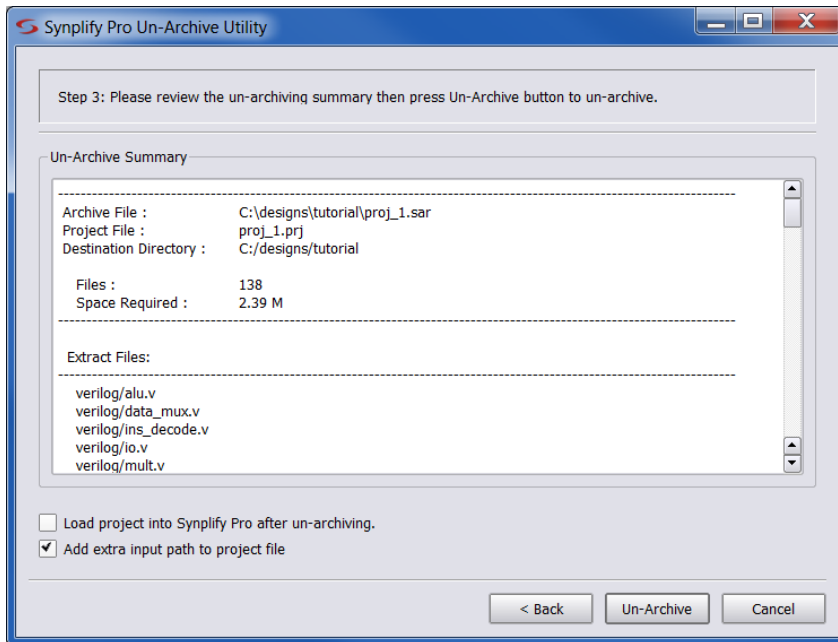 Synplify Pro Un-Archive Utility
Step 3: Please review the un-archiving summary then press Un-Archive button to un-archive.
Un-Archive Summary
Archive File : C:\designs\tutorial\proj_1.sar
Project File : proj_1.prj
Destination Directory : C:/designs/tutorial
Files : 138
Space Required : 2.39 M
Extract Files:
verilog/alu.v
verilog/data_mux.v
verilog/ins_decode.v
verilog/io.v
verilog/mult.v
Load project into Synplify Pro after un-archiving.
Add extra input path to project file
< Back Un-Archive Cancel